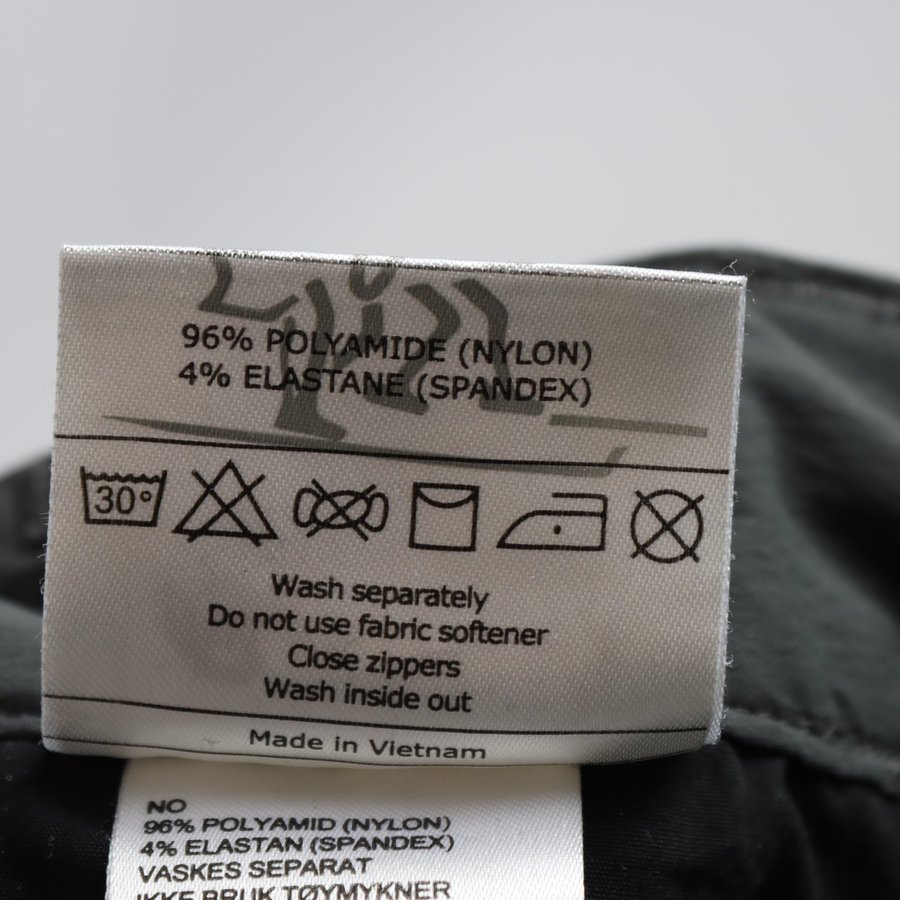 96% POLYAMIDE (NYLON)
4% ELASTANE (SPANDEX)
30°
Wash separately
Do not use fabric softener
Close zippers
Wash inside out
Made in Vietnam
NO
96% POLYAMID (NYLON)
4% ELASTAN (SPANDEX)
VASKES SEPARAT
IKKE BRUK TØYMYKNER